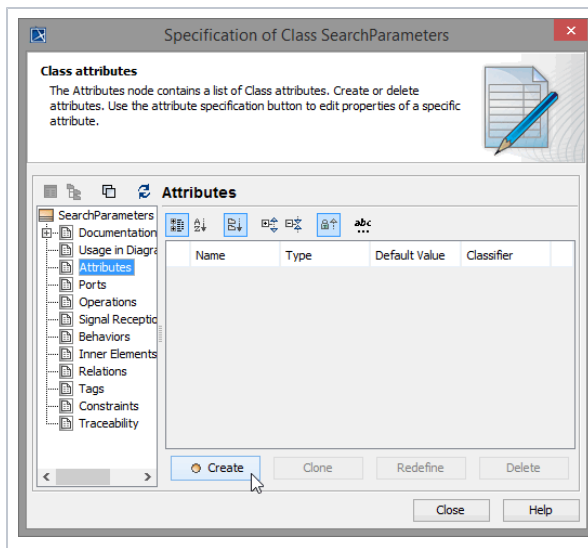 Specification of Class SearchParameters
Class attributes
The Attributes node contains a list of Class attributes. Create or delete
attributes. Use the attribute specification button to edit properties of a specific
attribute.
Attributes
SearchParameters
Documentation
Usage in Diagra
Attributes
Ports
Operations
Signal Receptio
Behaviors
Inner Elements
Relations
Tags
Constraints
Traceability
abc
Name Type Default Value Classifier
Create Clone Redefine Delete
Close Help